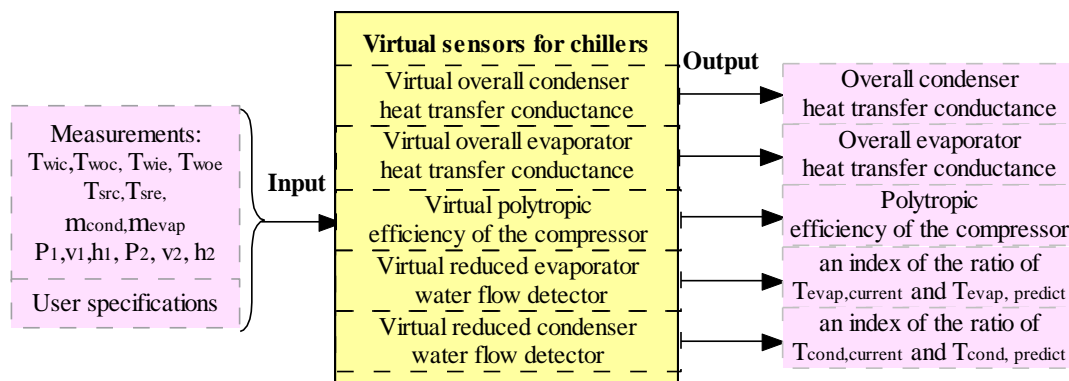 Measurements:
Twic,Twoc, Twie, Twoe
Tsrc,Tsre,
mcond,mevap
P1,v1,h1, P2, v2, h2
User specifications
Input
Virtual sensors for chillers
Virtual overall condenser
heat transfer conductance
Virtual overall evaporator
heat transfer conductance
Virtual polytropic
efficiency of the compressor
Virtual reduced evaporator
water flow detector
Virtual reduced condenser
water flow detector
Output
Overall condenser
heat transfer conductance
Overall evaporator
heat transfer conductance
Polytropic
efficiency of the compressor
an index of the ratio of
Tevap,current and Tevap, predict
an index of the ratio of
Tcond,current and Tcond, predict